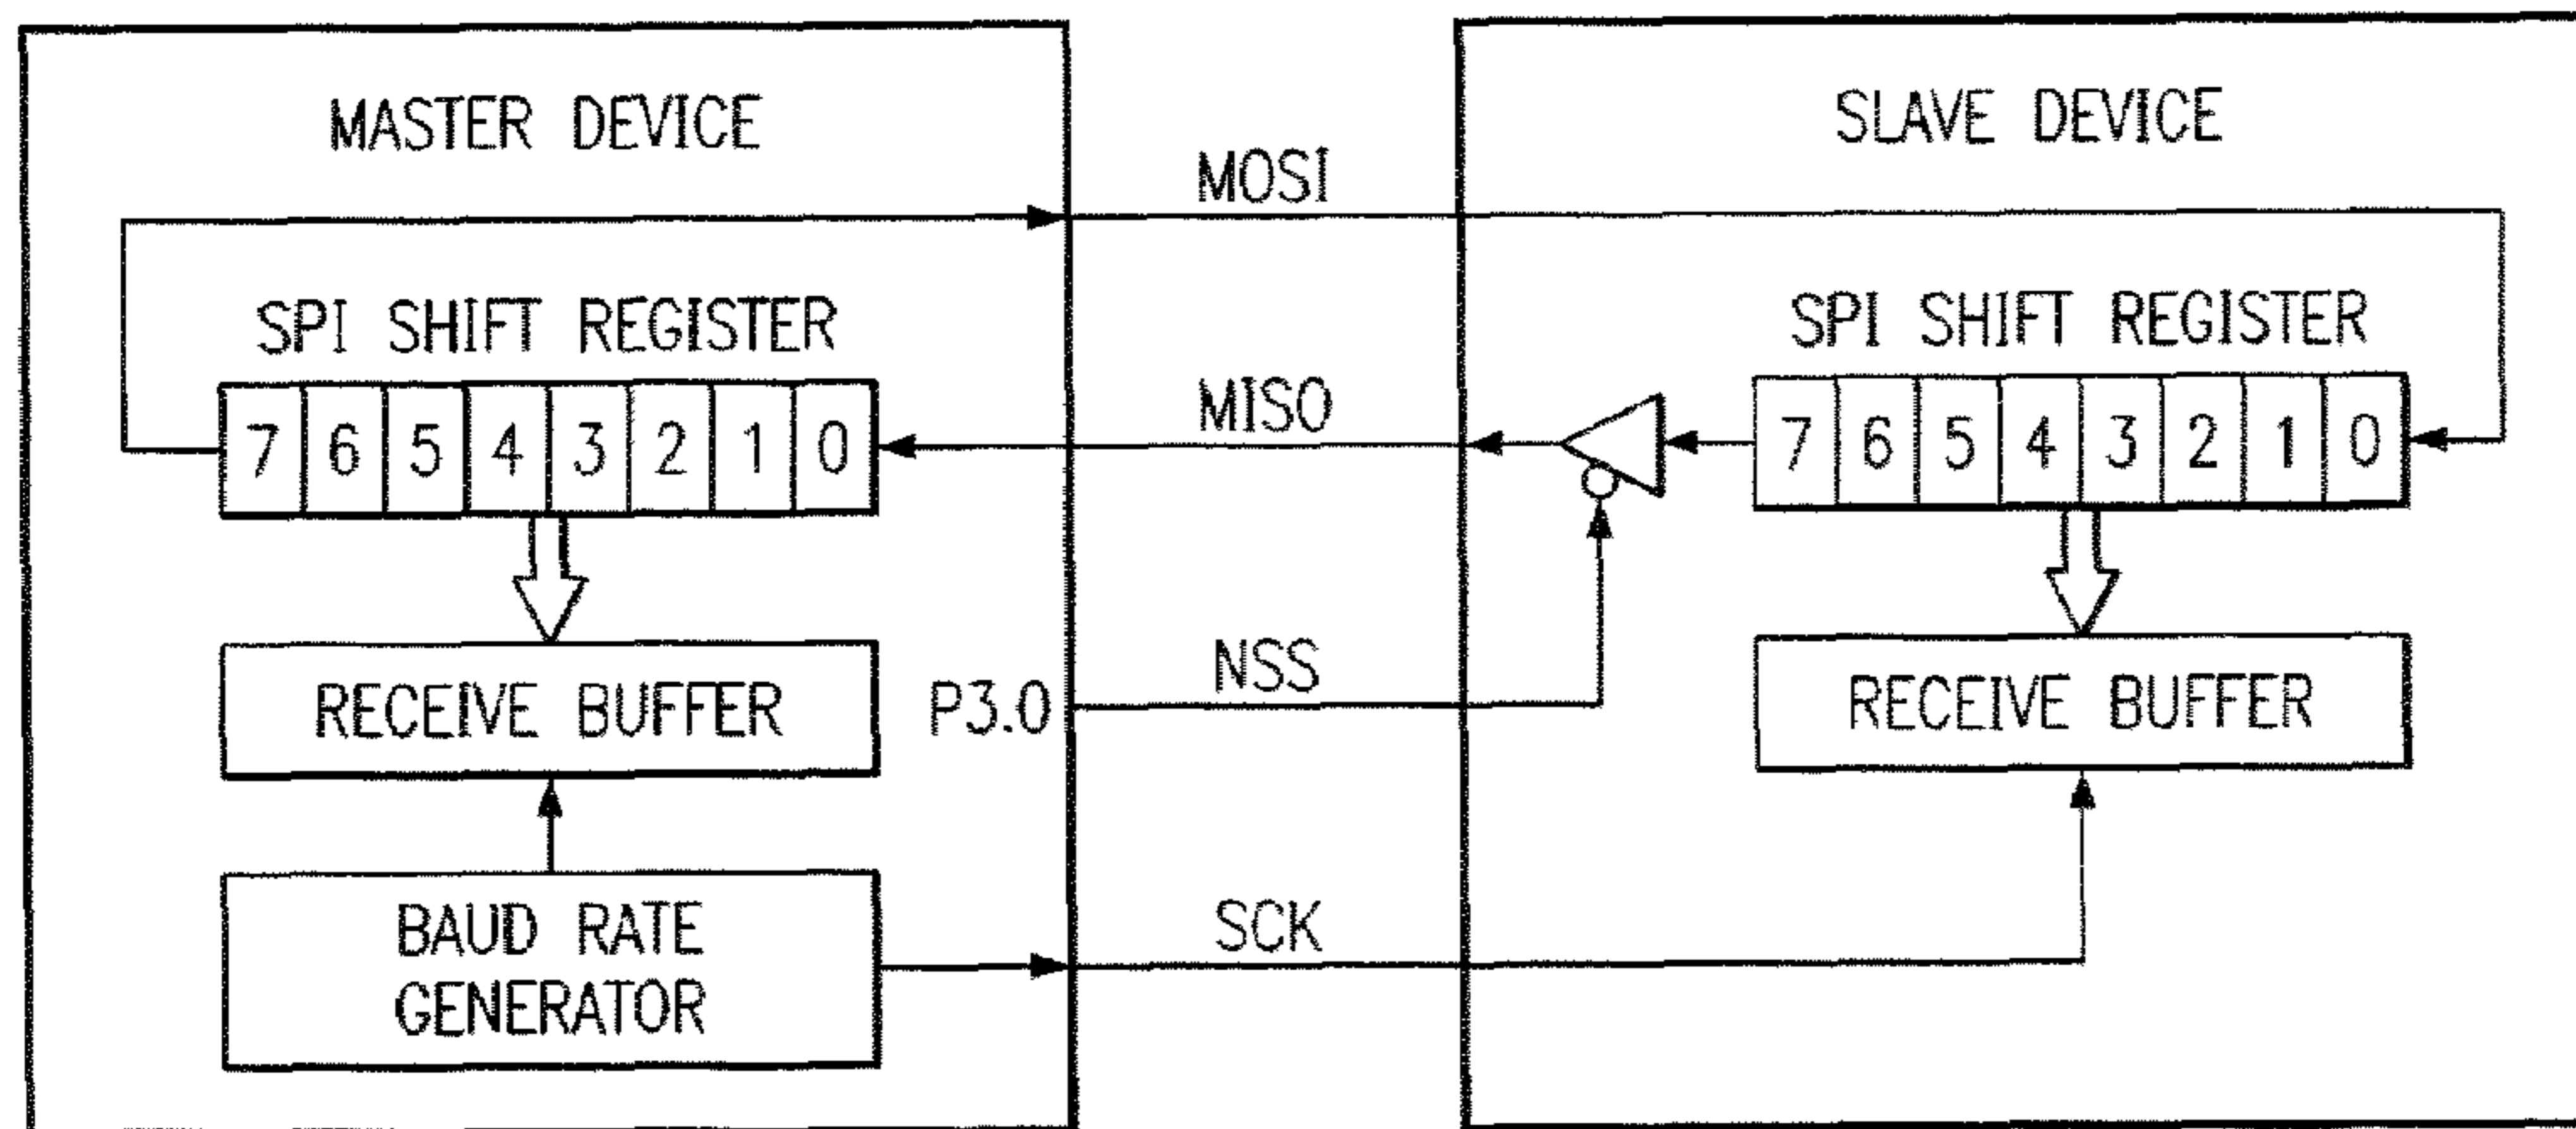 MASTER DEVICE
SLAVE DEVICE
MOSI
SPI SHIFT REGISTER
SPI SHIFT REGISTER
MISO
7 6 5 4 3 2 1 0
7 6 5 4 3 2 1 0
NSS
RECEIVE BUFFER
P3.0
RECEIVE BUFFER
BAUD RATE
GENERATOR
SCK